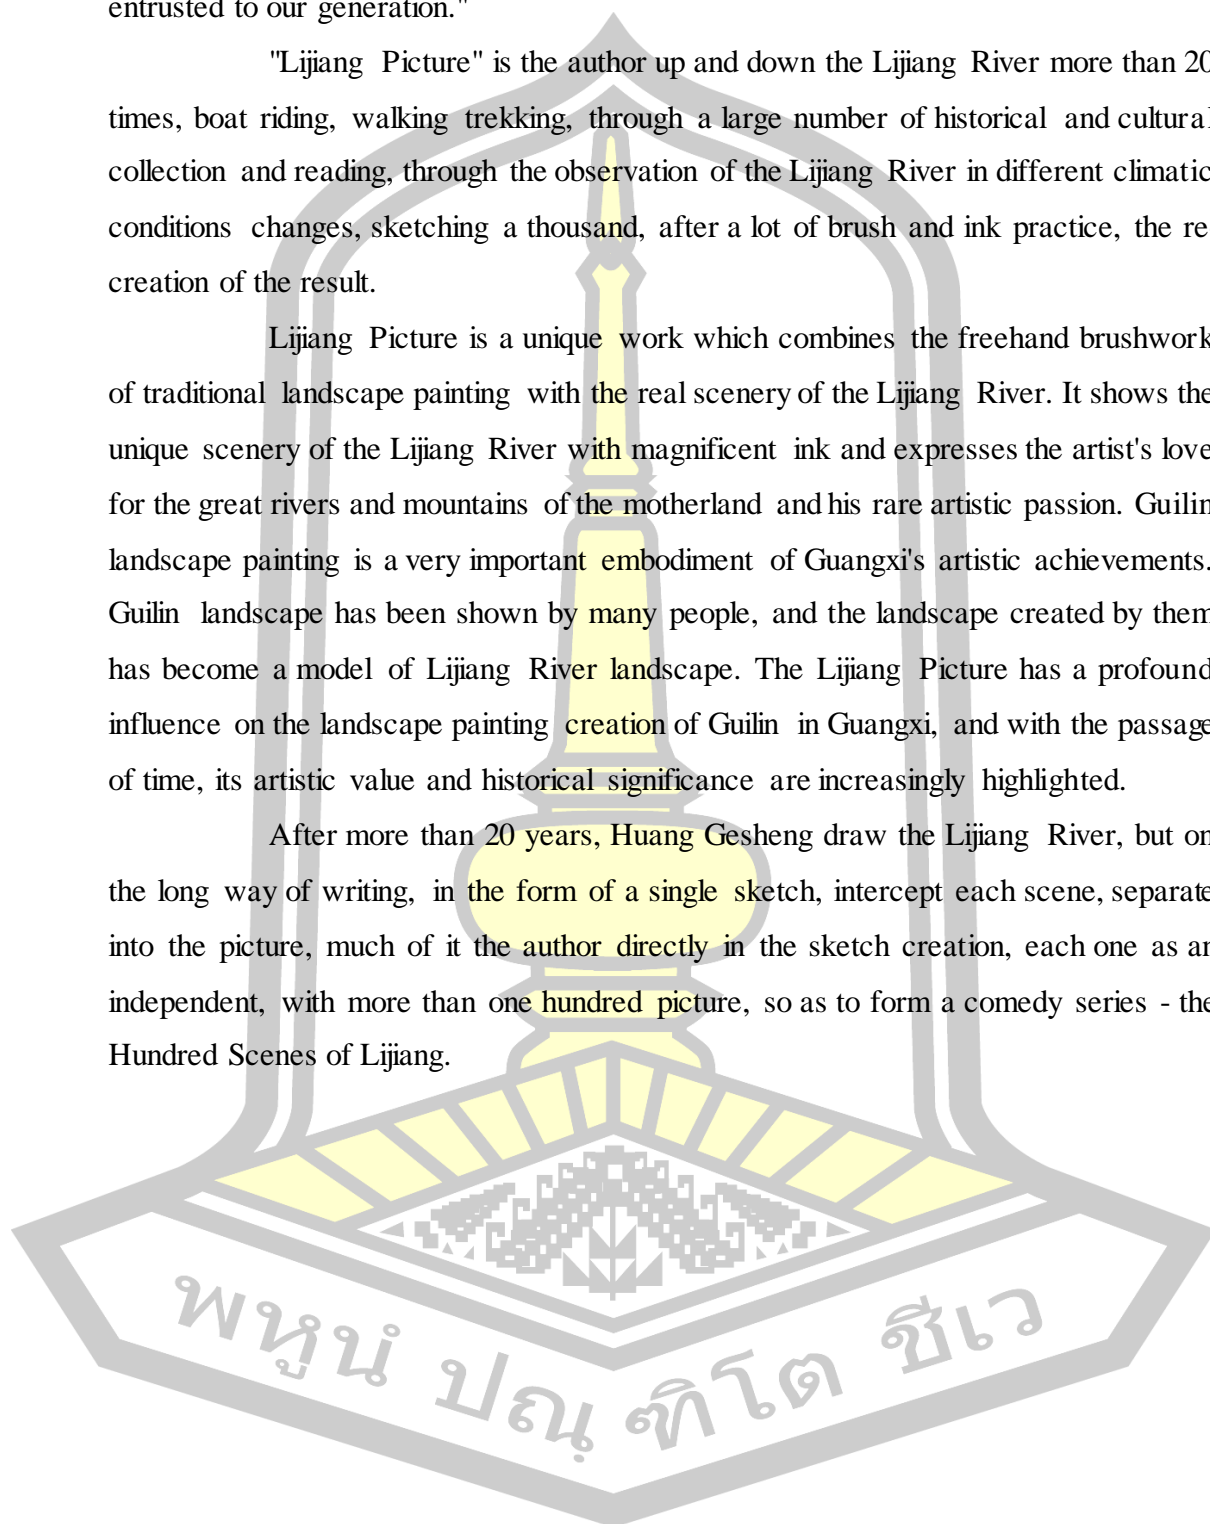 entrusted to our generation."
"Lijiang Picture" is the author up and down the Lijiang River more than 20
times, boat riding, walking trekking, through a large number of historical and cultural
collection and reading, through the observation of the Lijiang River in different climatic
conditions changes, sketching a thousand, after a lot of brush and ink practice, the re
creation of the result.
Lijiang Picture is a unique work which combines the freehand brushwork
of traditional landscape painting with the real scenery of the Lijiang River. It shows the
unique scenery of the Lijiang River with magnificent ink and expresses the artist's love
for the great rivers and mountains of the motherland and his rare artistic passion. Guilin
landscape painting is a very important embodiment of Guangxi's artistic achievements.
Guilin landscape has been shown by many people, and the landscape created by them
has become a model of Lijiang River landscape. The Lijiang Picture has a profound
influence on the landscape painting creation of Guilin in Guangxi, and with the passage
of time, its artistic value and historical significance are increasingly highlighted.
After more than 20 years, Huang Gesheng draw the Lijiang River, but on
the long way of writing, in the form of a single sketch, intercept each scene, separate
into the picture, much of it the author directly in the sketch creation, each one as an
independent, with more than one hundred picture, so as to form a comedy series - the
Hundred Scenes of Lijiang.
พหูนํ ปณฺฑิโต ชีเว